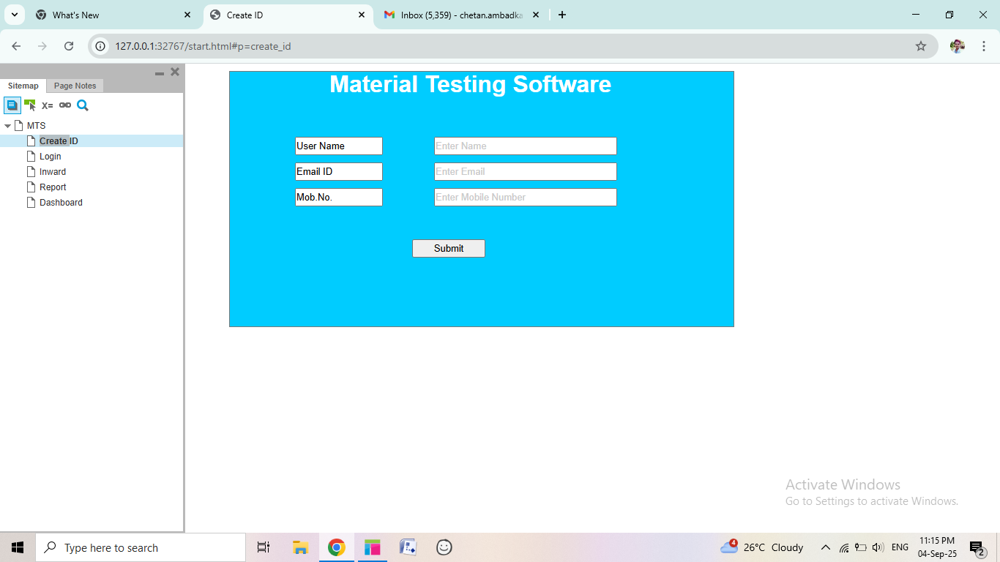 What's New
Create ID
Inbox (5,359) - chetan.ambadka
127.0.0.1:32767/start.html#p=create_id
Sitemap
Page Notes
X=
MTS
Create ID
Login
Inward
Report
Dashboard
Material Testing Software
User Name
Enter Name
Email ID
Enter Email
Mob.No.
Enter Mobile Number
Submit
Activate Windows
Go to Settings to activate Windows.
Type here to search
4
26°C Cloudy
ENG
11:15 PM
04-Sep-25
2